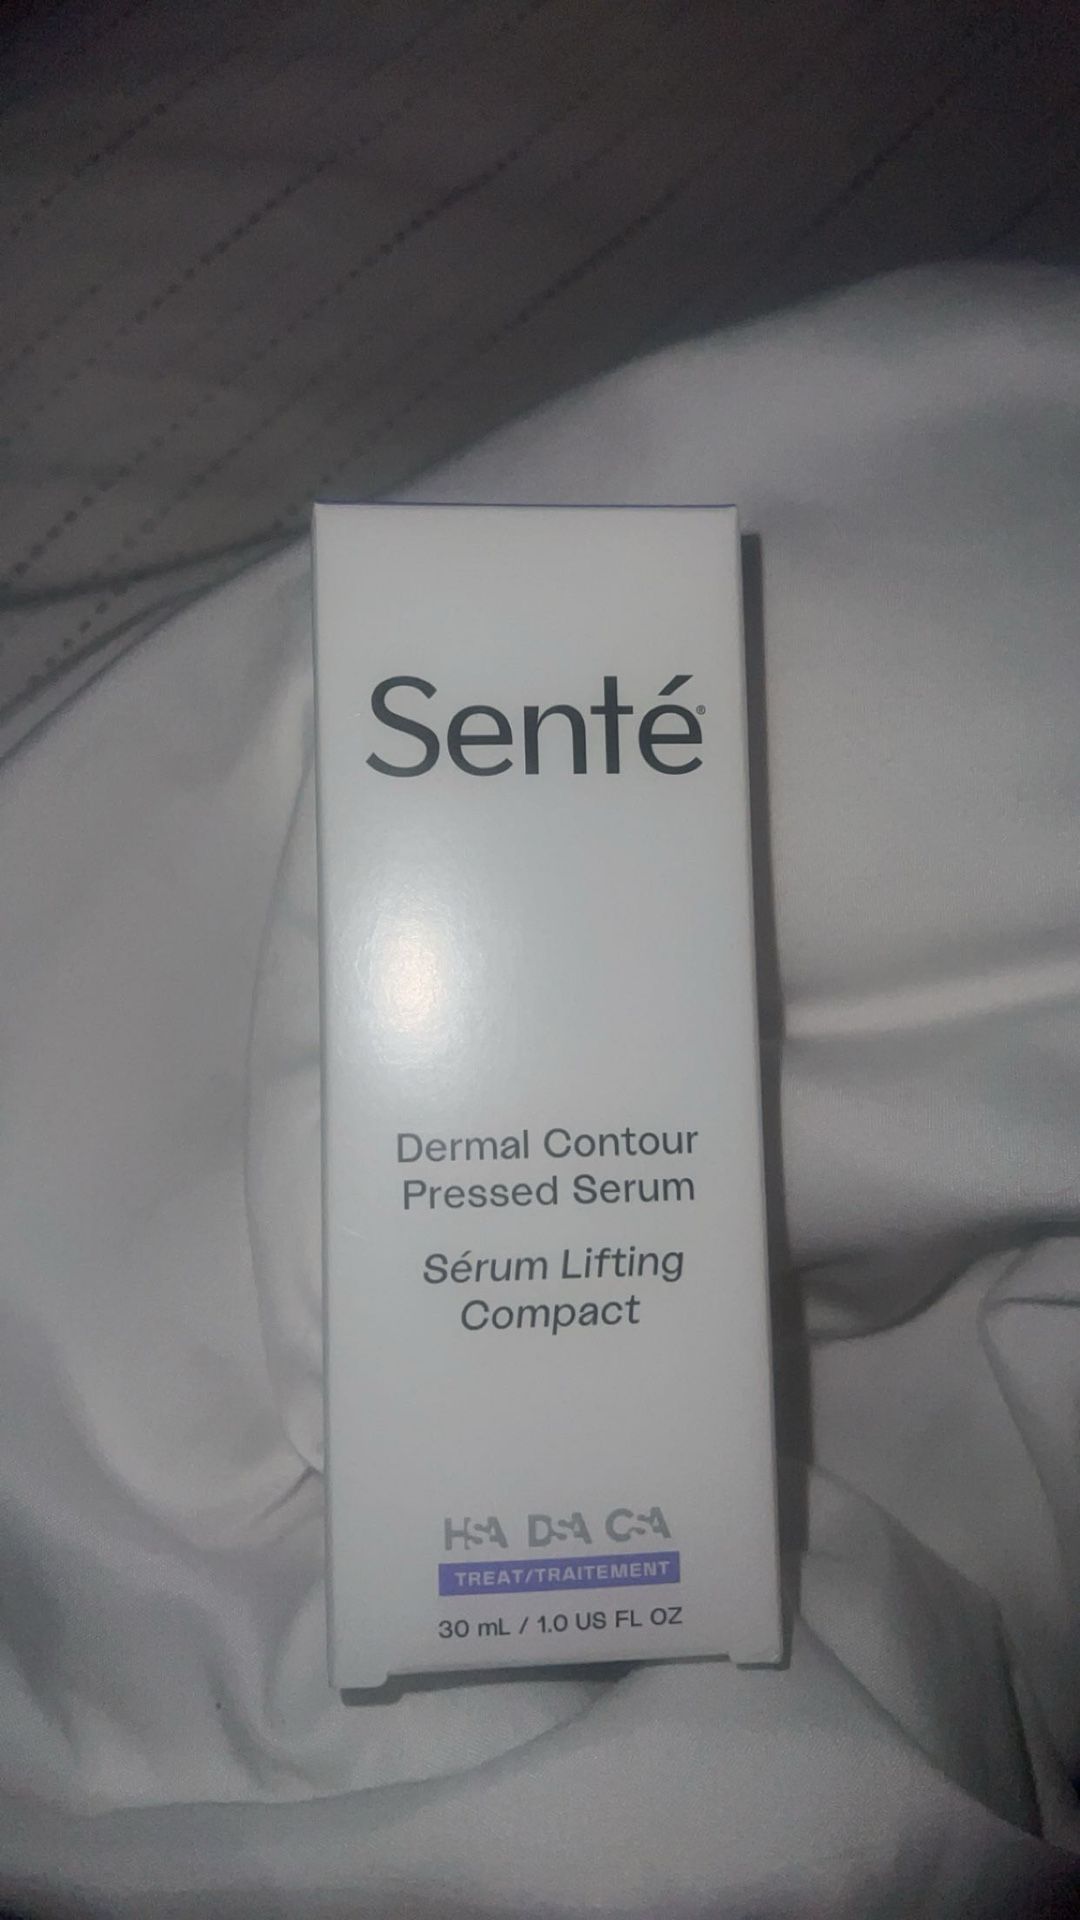 Senté®
Dermal Contour
Pressed Serum
Sérum Lifting
Compact
HSA DSA CSA
TREAT/TRAITEMENT
30 mL / 1.0 US FL OZ